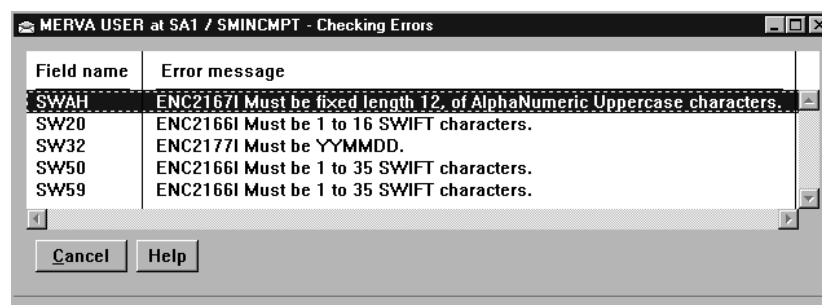 MERVA USER at SA1 / SMINCMPT - Checking Errors
Field name Error message
SWAH ENC2167I Must be fixed length 12, of AlphaNumeric Uppercase characters.
SW20 ENC2166I Must be 1 to 16 SWIFT characters.
SW32 ENC2177I Must be YYMMDD.
SW50 ENC2166I Must be 1 to 35 SWIFT characters.
SW59 ENC2166I Must be 1 to 35 SWIFT characters.
Cancel Help